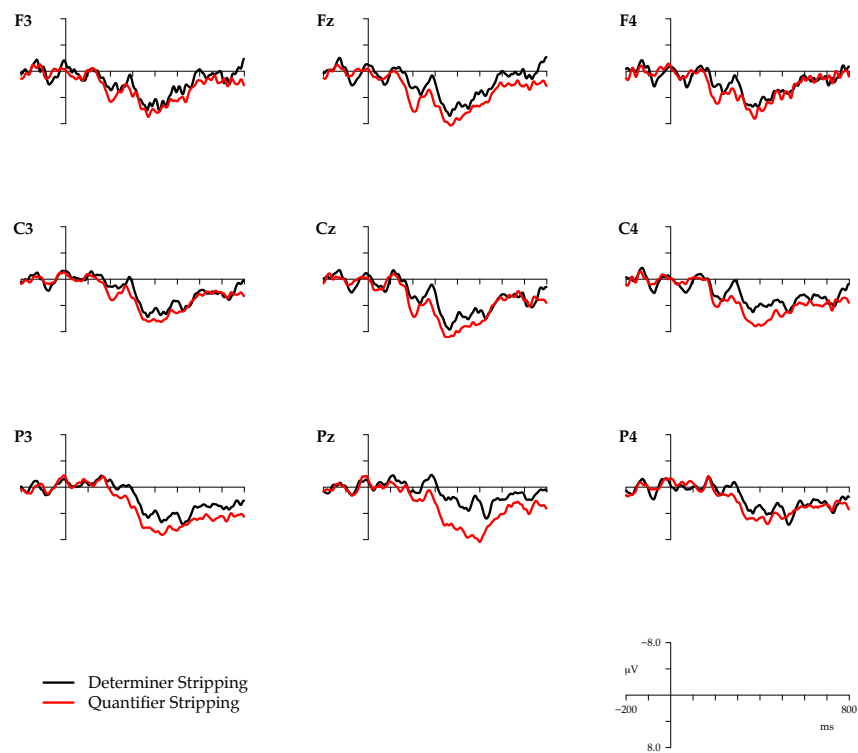 F3 Fz F4
C3 Cz C4
P3 Pz P4
−8.0
μV
Determiner Stripping
Quantifier Stripping
−200 800
ms
8.0